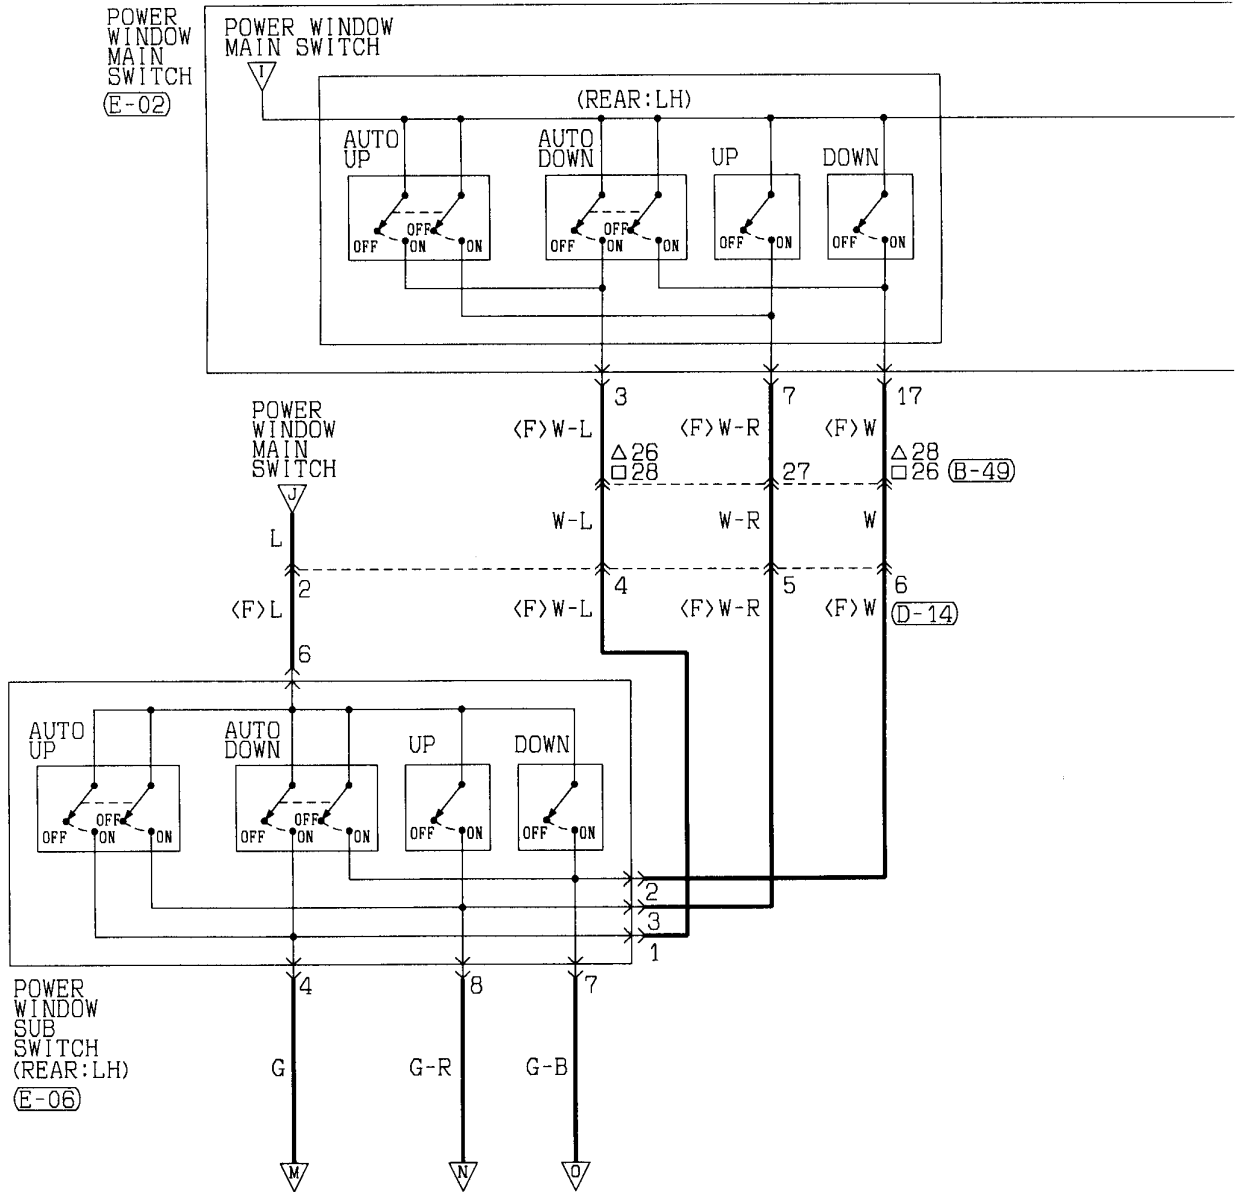 POWER
WINDOW
MAIN
SWITCH
E-02
POWER WINDOW
MAIN SWITCH
I
(REAR:LH)
AUTO
UP
AUTO
DOWN
UP
DOWN
OFF
OFF
ON
ON
OFF
OFF
ON
ON
OFF
ON
OFF
ON
3
7
17
POWER
WINDOW
MAIN
SWITCH
J
<F>W-L
<F>W-R
<F>W
△26
□28
27
△28
□26
B-49
L
W-L
W-R
W
2
4
5
6
<F>L
<F>W-L
<F>W-R
<F>W
D-14
6
AUTO
UP
AUTO
DOWN
UP
DOWN
OFF
OFF
ON
ON
OFF
OFF
ON
ON
OFF
ON
OFF
ON
2
3
1
4
8
7
POWER
WINDOW
SUB
SWITCH
(REAR:LH)
E-06
G
G-R
G-B
M
N
O